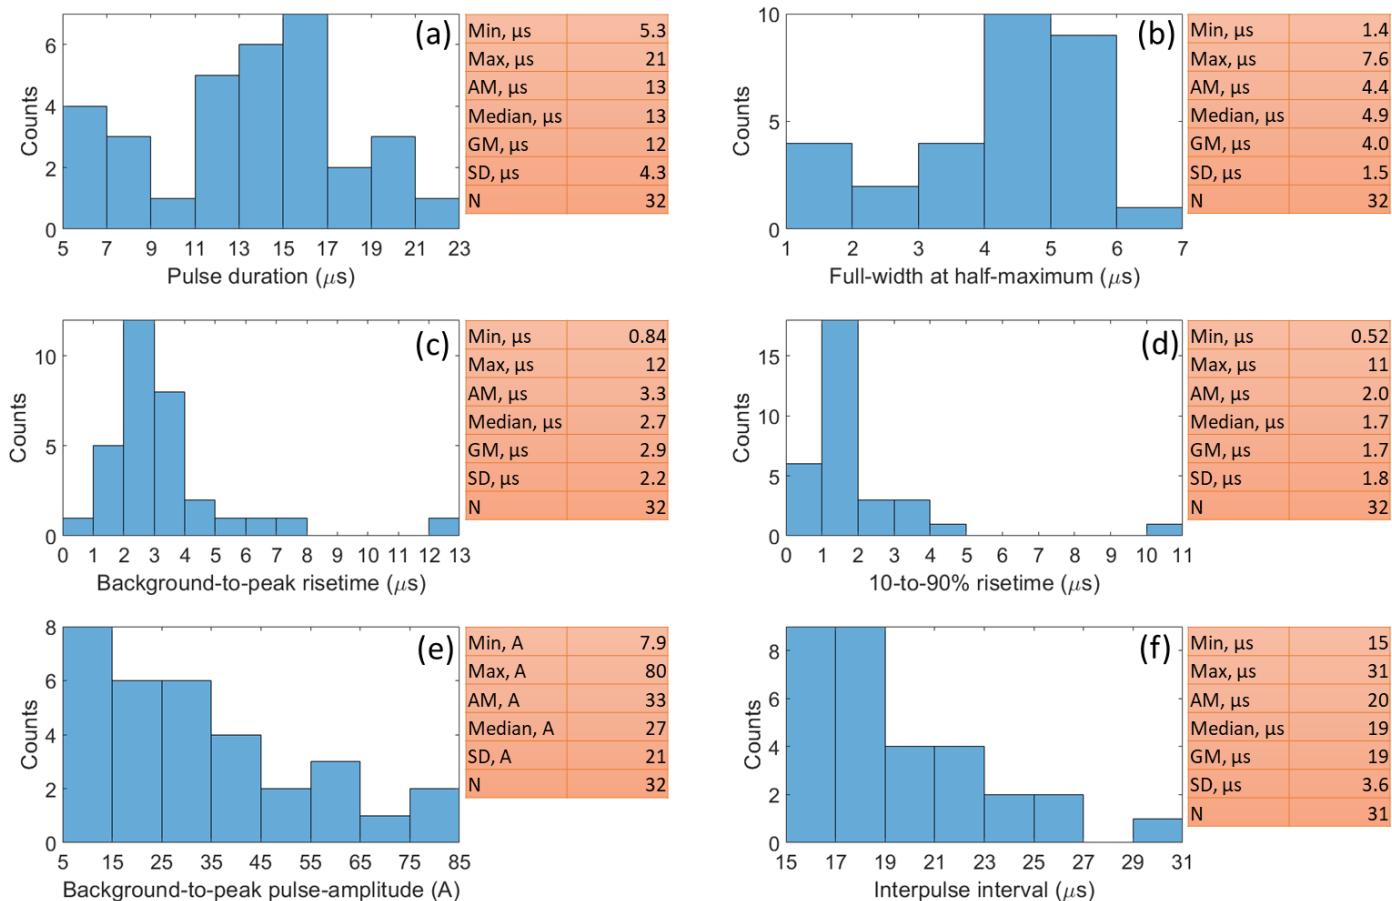 (a)
Counts
6
4
2
0
5 7 9 11 13 15 17 19 21 23
Pulse duration (μs)
Min, μs 5.3
Max, μs 21
AM, μs 13
Median, μs 13
GM, μs 12
SD, μs 4.3
N 32
(b)
Counts
10
5
0
1 2 3 4 5 6 7
Full-width at half-maximum (μs)
Min, μs 1.4
Max, μs 7.6
AM, μs 4.4
Median, μs 4.9
GM, μs 4.0
SD, μs 1.5
N 32
(c)
Counts
10
5
0
0 1 2 3 4 5 6 7 8 9 10 11 12 13
Background-to-peak risetime (μs)
Min, μs 0.84
Max, μs 12
AM, μs 3.3
Median, μs 2.7
GM, μs 2.9
SD, μs 2.2
N 32
(d)
Counts
15
10
5
0
0 1 2 3 4 5 6 7 8 9 10 11
10-to-90% risetime (μs)
Min, μs 0.52
Max, μs 11
AM, μs 2.0
Median, μs 1.7
GM, μs 1.7
SD, μs 1.8
N 32
(e)
Counts
8
6
4
2
0
5 15 25 35 45 55 65 75 85
Background-to-peak pulse-amplitude (A)
Min, A 7.9
Max, A 80
AM, A 33
Median, A 27
SD, A 21
N 32
(f)
Counts
8
6
4
2
0
15 17 19 21 23 25 27 29 31
Interpulse interval (μs)
Min, μs 15
Max, μs 31
AM, μs 20
Median, μs 19
GM, μs 19
SD, μs 3.6
N 31